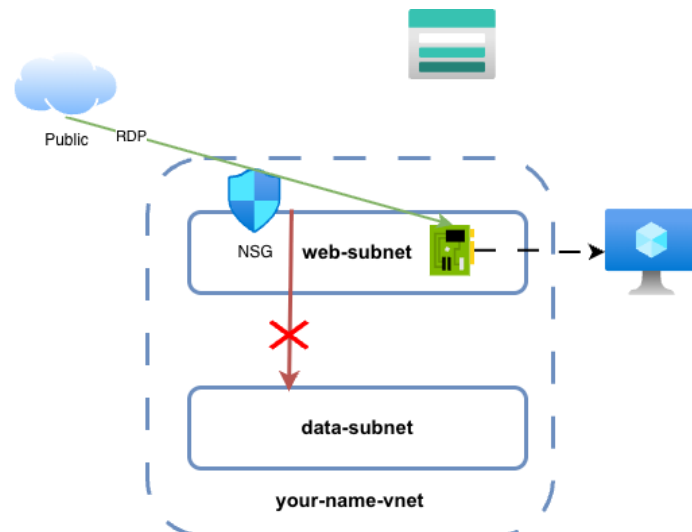 Public
RDP
NSG
web-subnet
data-subnet
your-name-vnet